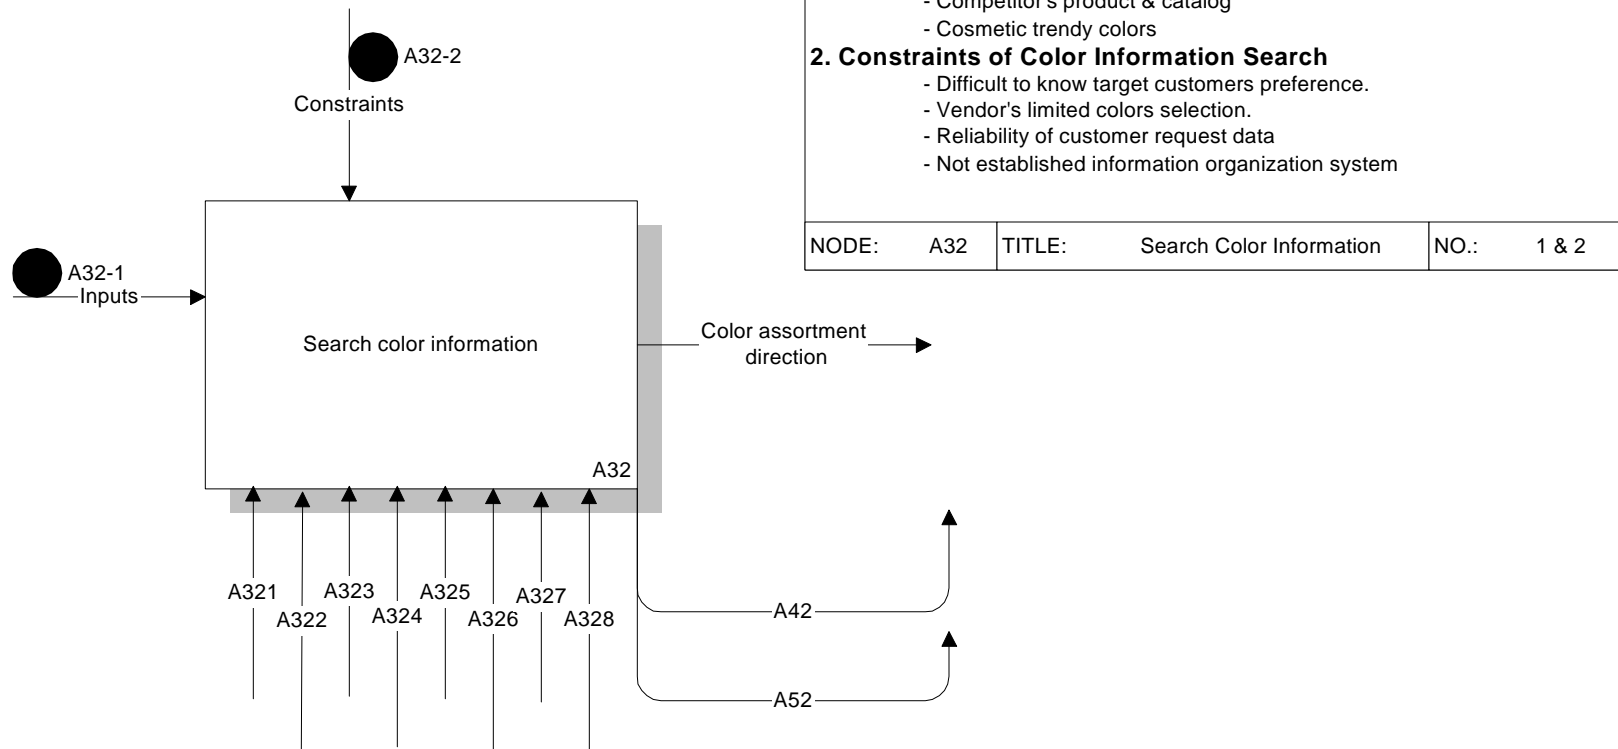 - Competitor's product & catalog
- Cosmetic trendy colors
2. Constraints of Color Information Search
- Difficult to know target customers preference.
- Vendor's limited colors selection.
- Reliability of customer request data
- Not established information organization system
NODE: A32 TITLE: Search Color Information NO.: 1 & 2
A32-2
Constraints
A32-1
Inputs
Search color information
A32
Color assortment
direction
A321
A322
A323
A324
A325
A326
A327
A328
A42
A52